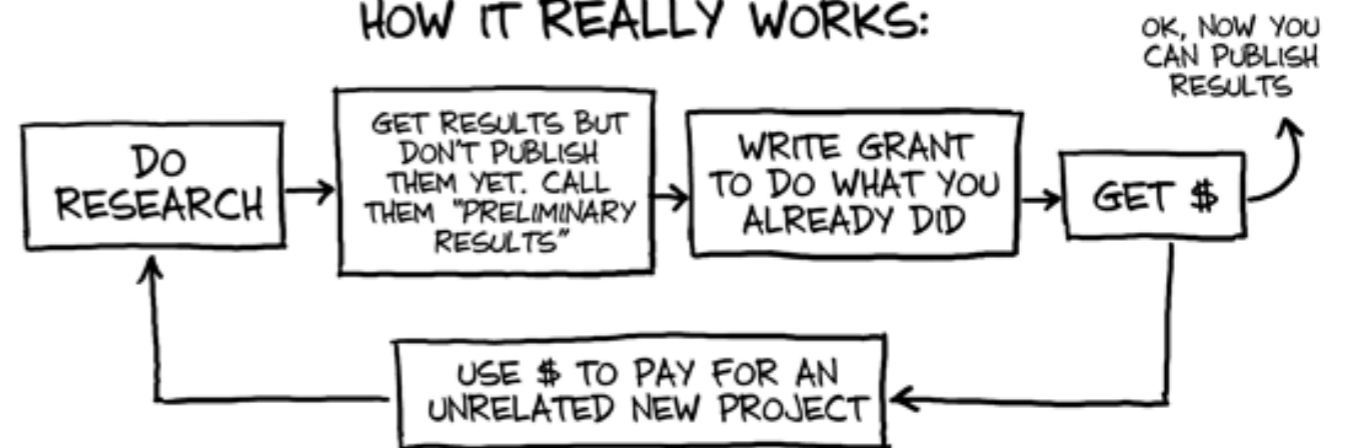 HOW IT REALLY WORKS:
OK, NOW YOU
CAN PUBLISH
RESULTS
DO
RESEARCH
GET RESULTS BUT
DON'T PUBLISH
THEM YET. CALL
THEM "PRELIMINARY
RESULTS"
WRITE GRANT
TO DO WHAT YOU
ALREADY DID
GET $
USE $ TO PAY FOR AN
UNRELATED NEW PROJECT